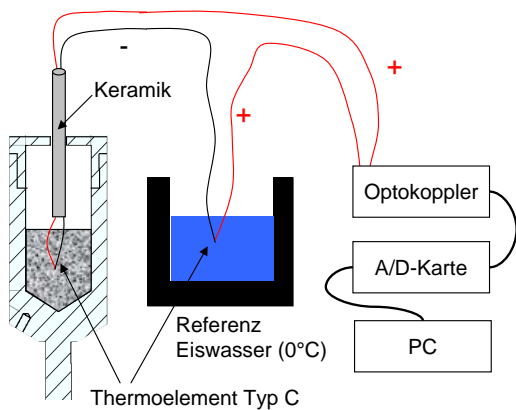 -
+
+
Keramik
Optokoppler
A/D-Karte
PC
Referenz
Eiswasser (0°C)
Thermoelement Typ C